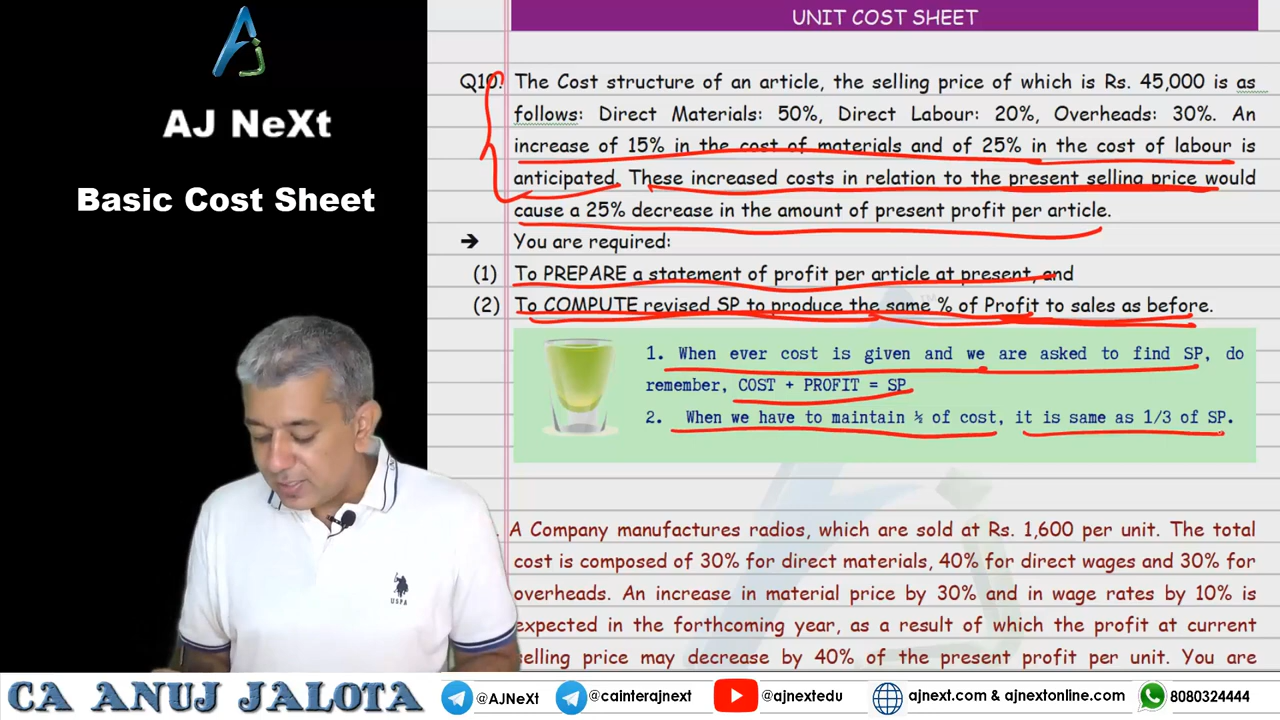 UNIT COST SHEET
AJ NeXt
Basic Cost Sheet
Q10. The Cost structure of an article, the selling price of which is Rs. 45,000 is as
follows: Direct Materials: 50%, Direct Labour: 20%, Overheads: 30%. An
increase of 15% in the cost of materials and of 25% in the cost of labour is
anticipated. These increased costs in relation to the present selling price would
cause a 25% decrease in the amount of present profit per article.
➔ You are required:
(1) To PREPARE a statement of profit per article at present, and
(2) To COMPUTE revised SP to produce the same % of Profit to sales as before.
1. When ever cost is given and we are asked to find SP, do
remember, COST + PROFIT = SP
2. When we have to maintain ½ of cost, it is same as 1/3 of SP.
A Company manufactures radios, which are sold at Rs. 1,600 per unit. The total
cost is composed of 30% for direct materials, 40% for direct wages and 30% for
overheads. An increase in material price by 30% and in wage rates by 10% is
expected in the forthcoming year, as a result of which the profit at current
selling price may decrease by 40% of the present profit per unit. You are
USPA
CA ANUJ JALOTA @AJNeXt @cainterajnext @ajnextedu ajnext.com & ajnextonline.com 8080324444